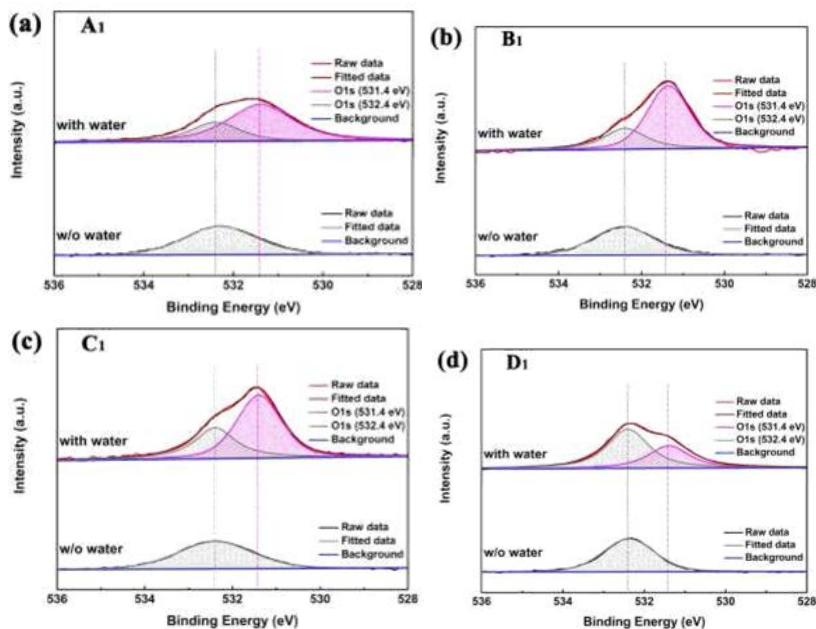 (a)
A1
Raw data
Fitted data
O1s (531.4 eV)
O1s (532.4 eV)
Background
with water
w/o water
Raw data
Fitted data
Background
Intensity (a.u.)
536 534 532 530 528
Binding Energy (eV)
(b)
B1
Raw data
Fitted data
O1s (531.4 eV)
O1s (532.4 eV)
Background
with water
w/o water
Raw data
Fitted data
Background
Intensity (a.u.)
536 534 532 530 528
Binding Energy (eV)
(c)
C1
Raw data
Fitted data
O1s (531.4 eV)
O1s (532.4 eV)
Background
with water
w/o water
Raw data
Fitted data
Background
Intensity (a.u.)
536 534 532 530 528
Binding Energy (eV)
(d)
D1
Raw data
Fitted data
O1s (531.4 eV)
O1s (532.4 eV)
Background
with water
w/o water
Raw data
Fitted data
Background
Intensity (a.u.)
536 534 532 530 528
Binding Energy (eV)